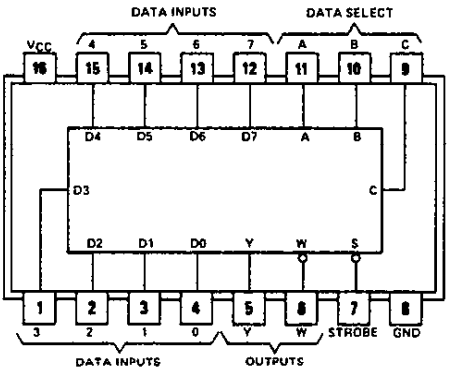 DATA INPUTS DATA SELECT
VCC 4 5 6 7 A B C
16 15 14 13 12 11 10 9
D4 D5 D6 D7 A B
D3 C
D2 D1 D0 Y W S
1 2 3 4 5 6 7 8
3 2 1 0 Y W STROBE GND
DATA INPUTS OUTPUTS